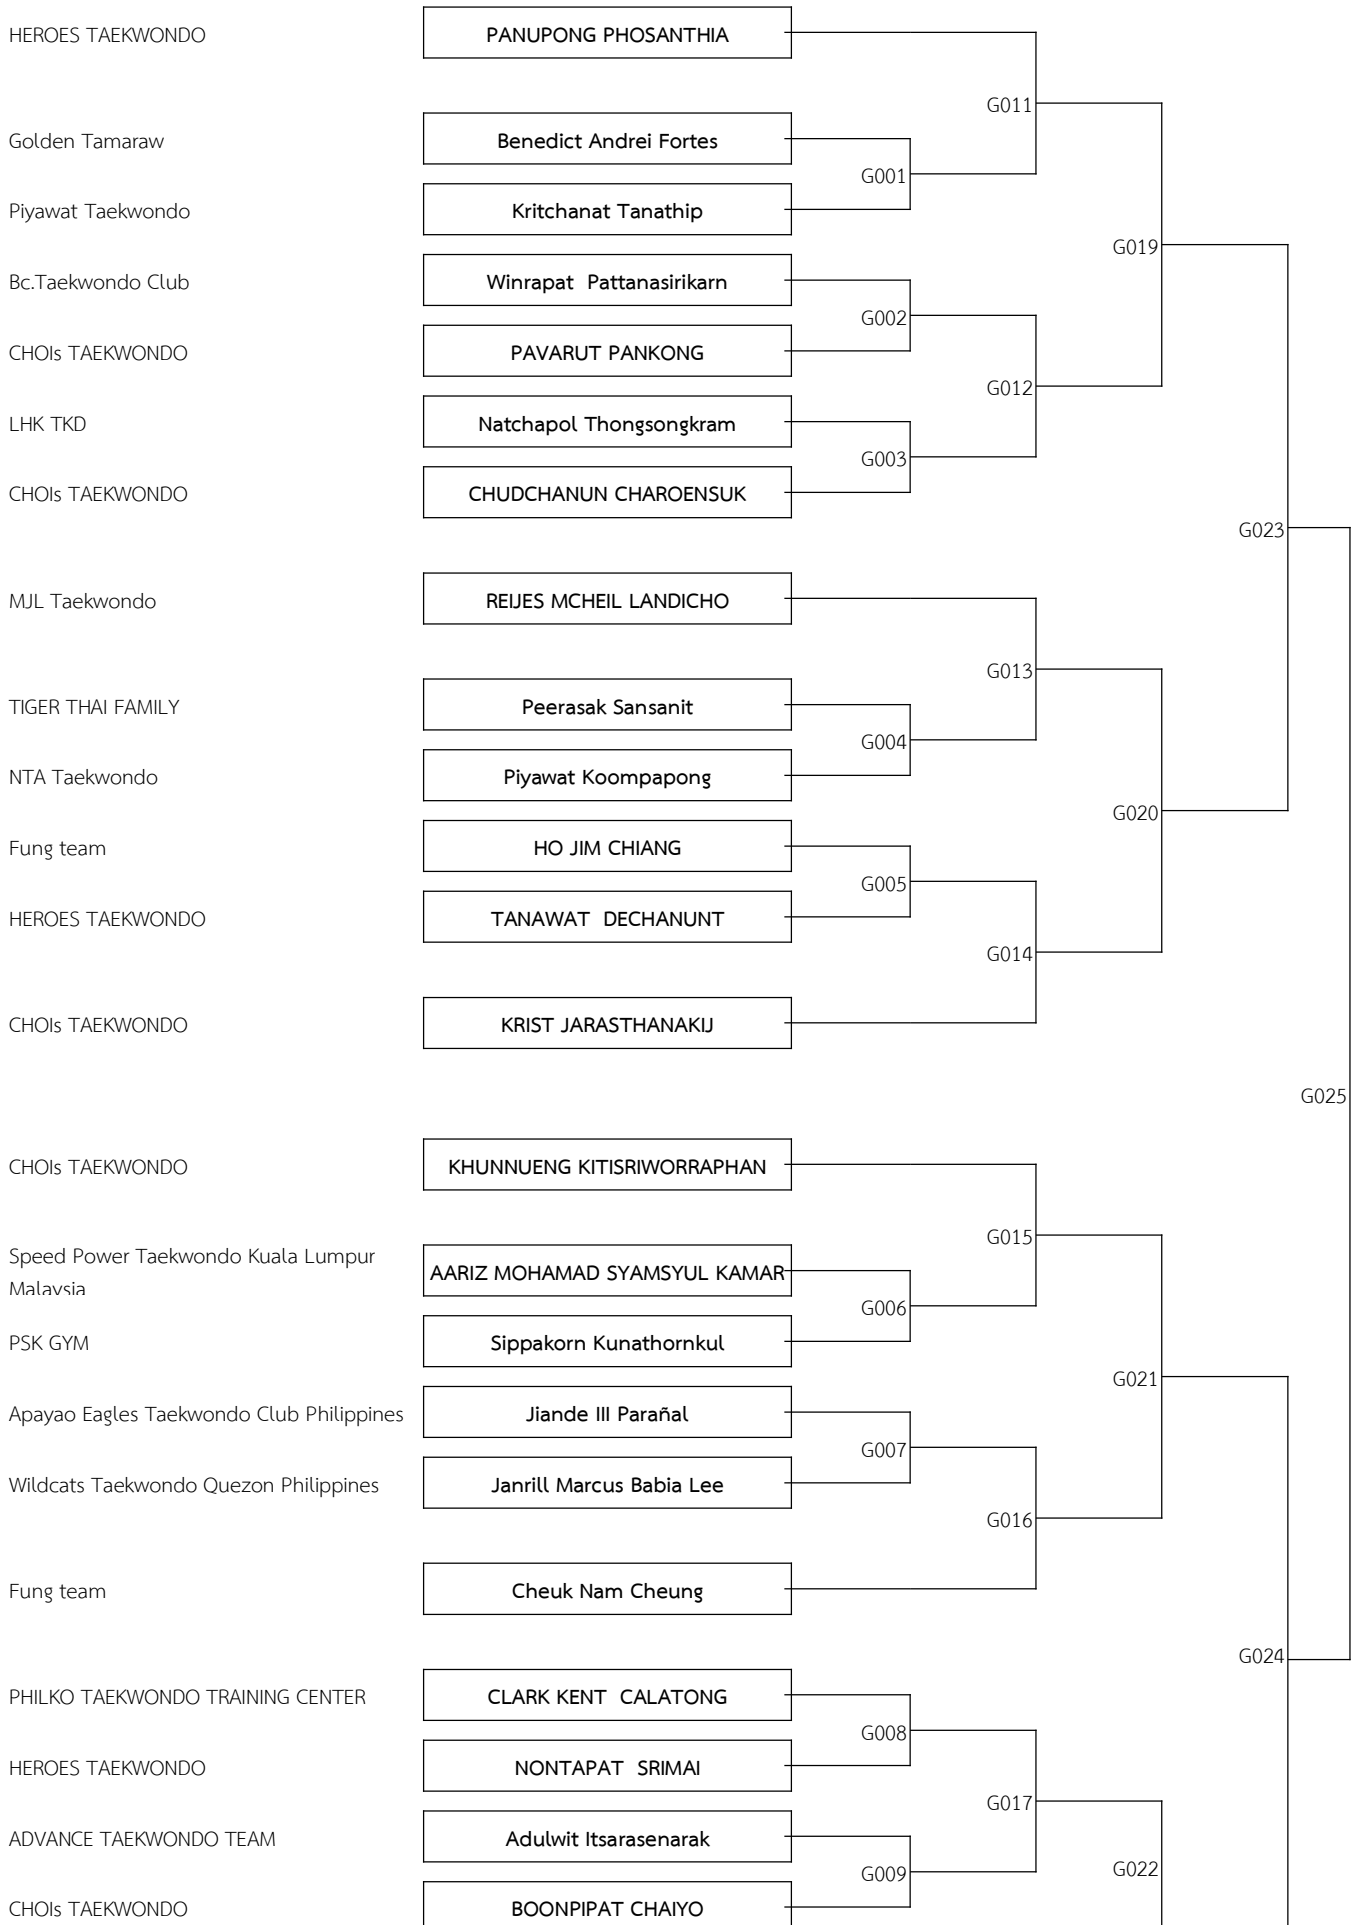 HEROES TAEKWONDO PANUPONG PHOSANTHIA
G011
Golden Tamaraw Benedict Andrei Fortes
G001
Piyawat Taekwondo Kritchanat Tanathip
G019
Bc.Taekwondo Club Winrapat Pattanasirikarn
G002
CHOIs TAEKWONDO PAVARUT PANKONG
G012
LHK TKD Natchapol Thongsongkram
G003
CHOIs TAEKWONDO CHUDCHANUN CHAROENSUK
G023
MJL Taekwondo REIJES MCHEIL LANDICHO
G013
TIGER THAI FAMILY Peerasak Sansanit
G004
NTA Taekwondo Piyawat Koompapong
G020
Fung team HO JIM CHIANG
G005
HEROES TAEKWONDO TANAWAT DECHANUNT
G014
CHOIs TAEKWONDO KRIST JARASTHANAKIJ
G025
CHOIs TAEKWONDO KHUNNUENG KITISRIWORRAPHAN
G015
Speed Power Taekwondo Kuala Lumpur
Malaysia
AARIZ MOHAMAD SYAMSYUL KAMAR
G006
PSK GYM Sippakorn Kunathornkul
G021
Apayao Eagles Taekwondo Club Philippines Jiande III Parañal
G007
Wildcats Taekwondo Quezon Philippines Janrill Marcus Babia Lee
G016
Fung team Cheuk Nam Cheung
G024
PHILKO TAEKWONDO TRAINING CENTER CLARK KENT CALATONG
G008
HEROES TAEKWONDO NONTAPAT SRIMAI
G017
ADVANCE TAEKWONDO TEAM Adulwit Itsarasenarak
G022
G009
CHOIs TAEKWONDO BOONPIPAT CHAIYO